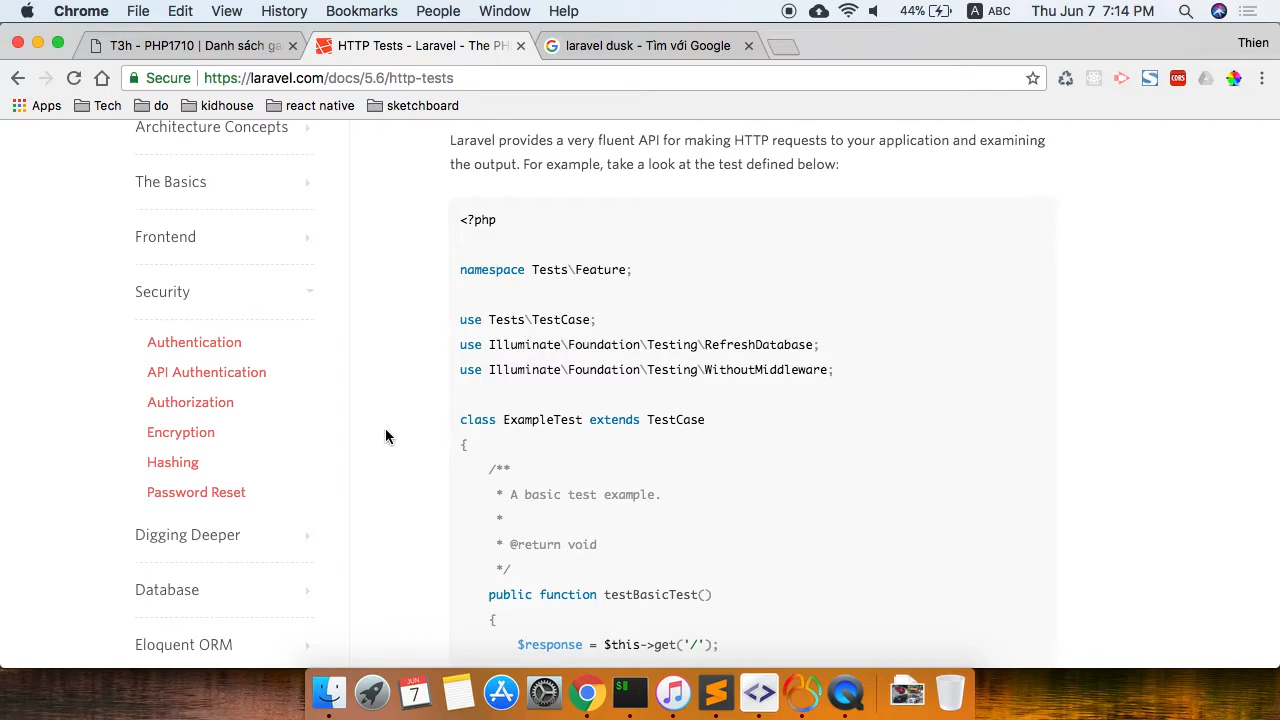 Chrome File Edit View History Bookmarks People Window Help 44% A ABC Thu Jun 7 7:14 PM
T3h - PHP1710 | Danh sách ga HTTP Tests - Laravel - The PH laravel dusk - Tìm với Google Thien
Secure https://laravel.com/docs/5.6/http-tests
Apps Tech do kidhouse react native sketchboard
Architecture Concepts
The Basics
Frontend
Security
Authentication
API Authentication
Authorization
Encryption
Hashing
Password Reset
Digging Deeper
Database
Eloquent ORM
Laravel provides a very fluent API for making HTTP requests to your application and examining
the output. For example, take a look at the test defined below:
<?php
namespace Tests\Feature;
use Tests\TestCase;
use Illuminate\Foundation\Testing\RefreshDatabase;
use Illuminate\Foundation\Testing\WithoutMiddleware;
class ExampleTest extends TestCase
{
/**
* A basic test example.
*
* @return void
*/
public function testBasicTest()
{
$response = $this->get('/');